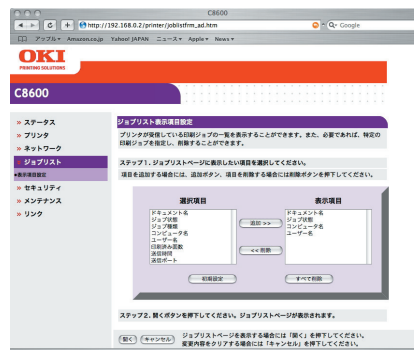 C8600
http://192.168.0.2/printer/joblistfrm_ad.htm
Q- Google
アップル▾ Amazon.co.jp Yahoo! JAPAN ニュース▾ Apple▾ News▾
OKI
PRINTING SOLUTIONS
C8600
» ステータス
» プリンタ
» ネットワーク
» ジョブリスト
■表示項目設定
» セキュリティ
» メンテナンス
» リンク
ジョブリスト表示項目設定
プリンタが受信している印刷ジョブの一覧を表示することができます。また、必要であれば、特定の
印刷ジョブを指定し、削除することができます。
ステップ1. ジョブリストページに表示したい項目を選択してください。
項目を追加する場合には、追加ボタン、項目を削除する場合には削除ボタンを押下してください。
選択項目
ドキュメント名
ジョブ状態
ジョブ種類
コンピュータ名
ユーザー名
印刷済み面数
送信時間
送信ポート
追加 >>
<< 削除
表示項目
ドキュメント名
ジョブ状態
コンピュータ名
ユーザー名
初期設定
すべて削除
ステップ2. 開くボタンを押下してください。ジョブリストページが表示されます。
開く
キャンセル
ジョブリストページを表示する場合には「開く」を押下してください。
変更内容をクリアする場合には「キャンセル」を押下してください。